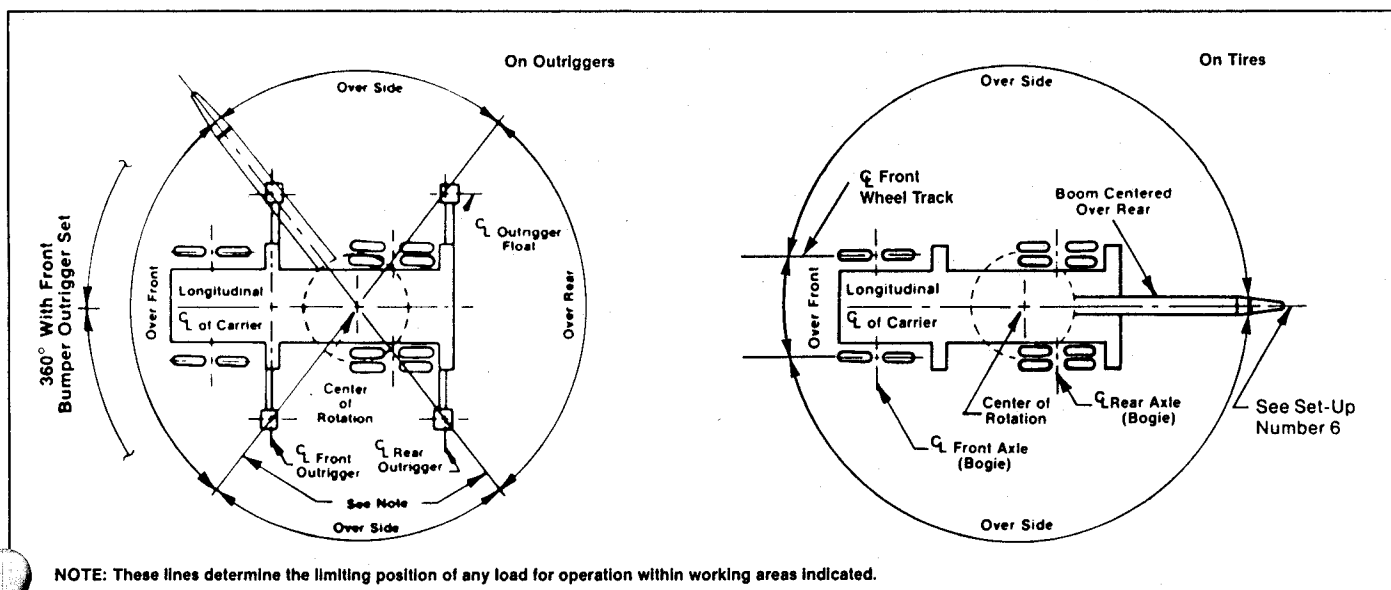 On Outriggers
Over Side
360° With Front
Bumper Outrigger Set
Over Front
Longitudinal
℄ of Carrier
℄ Outrigger
Float
Over Rear
Center
of
Rotation
℄ Front
Outrigger
℄ Rear
Outrigger
See Note
Over Side
On Tires
Over Side
℄ Front
Wheel Track
Boom Centered
Over Rear
Over Front
Longitudinal
℄ of Carrier
Center of
Rotation
℄ Rear Axle
(Bogie)
℄ Front Axle
(Bogie)
See Set-Up
Number 6
Over Side
NOTE: These lines determine the limiting position of any load for operation within working areas indicated.